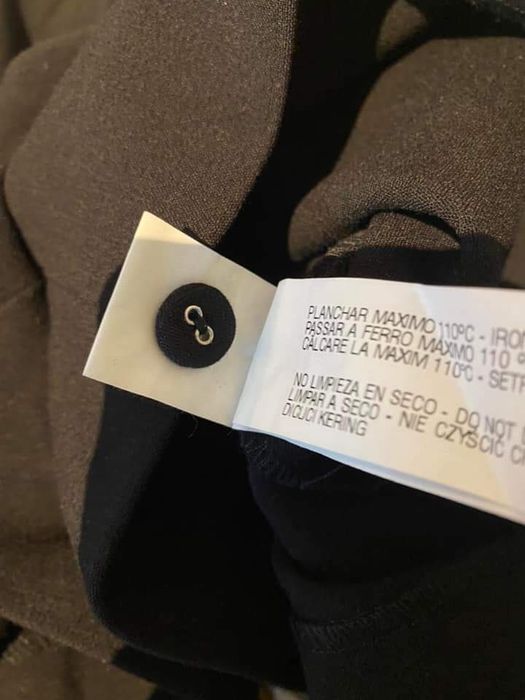 PLANCHAR MAXIMO 110ºC - IRON
PASSAR A FERRO MAXIMO 110 º
CALCARE LA MAXIM 110ºC - SETR
NO LIMPIEZA EN SECO - DO NOT
LIMPAR A SECO - NIE CZYSCIC C
DIQUCI KERING